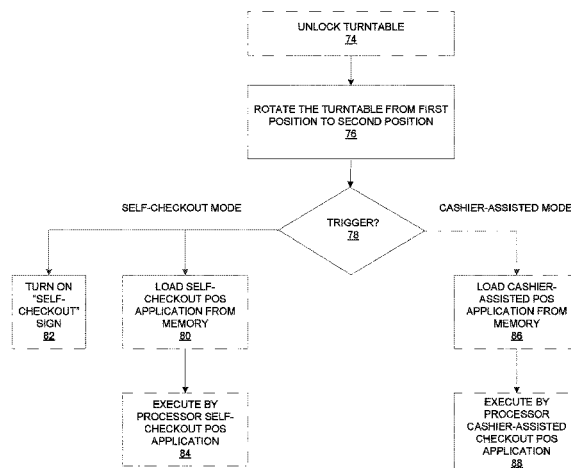 UNLOCK TURNTABLE
74
ROTATE THE TURNTABLE FROM FIRST
POSITION TO SECOND POSITION
76
SELF-CHECKOUT MODE
CASHIER-ASSISTED MODE
TRIGGER?
78
TURN ON
"SELF-
CHECKOUT"
SIGN
82
LOAD SELF-
CHECKOUT POS
APPLICATION FROM
MEMORY
80
LOAD CASHIER-
ASSISTED POS
APPLICATION FROM
MEMORY
86
EXECUTE BY
PROCESSOR SELF-
CHECKOUT POS
APPLICATION
84
EXECUTE BY
PROCESSOR
CASHIER-ASSISTED
CHECKOUT POS
APPLICATION
88